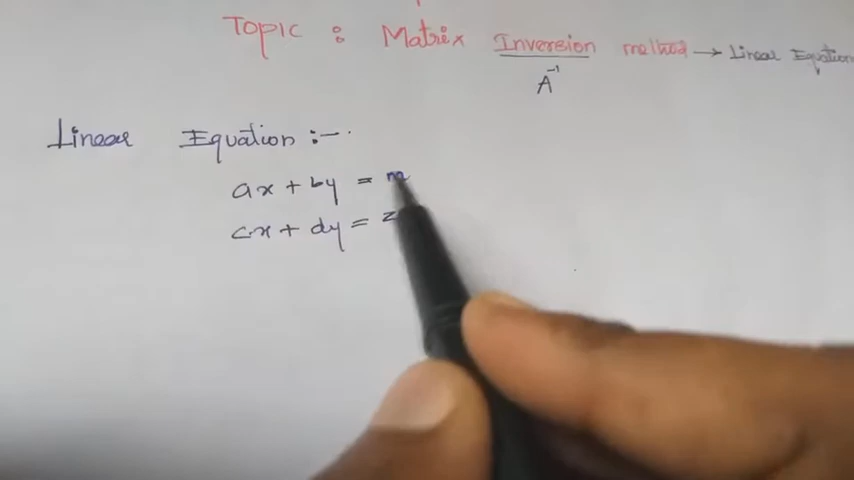 Topic : Matrix Inversion method → Linear Equation
A⁻¹
Linear Equation :-
ax + by = m
cx + dy = z